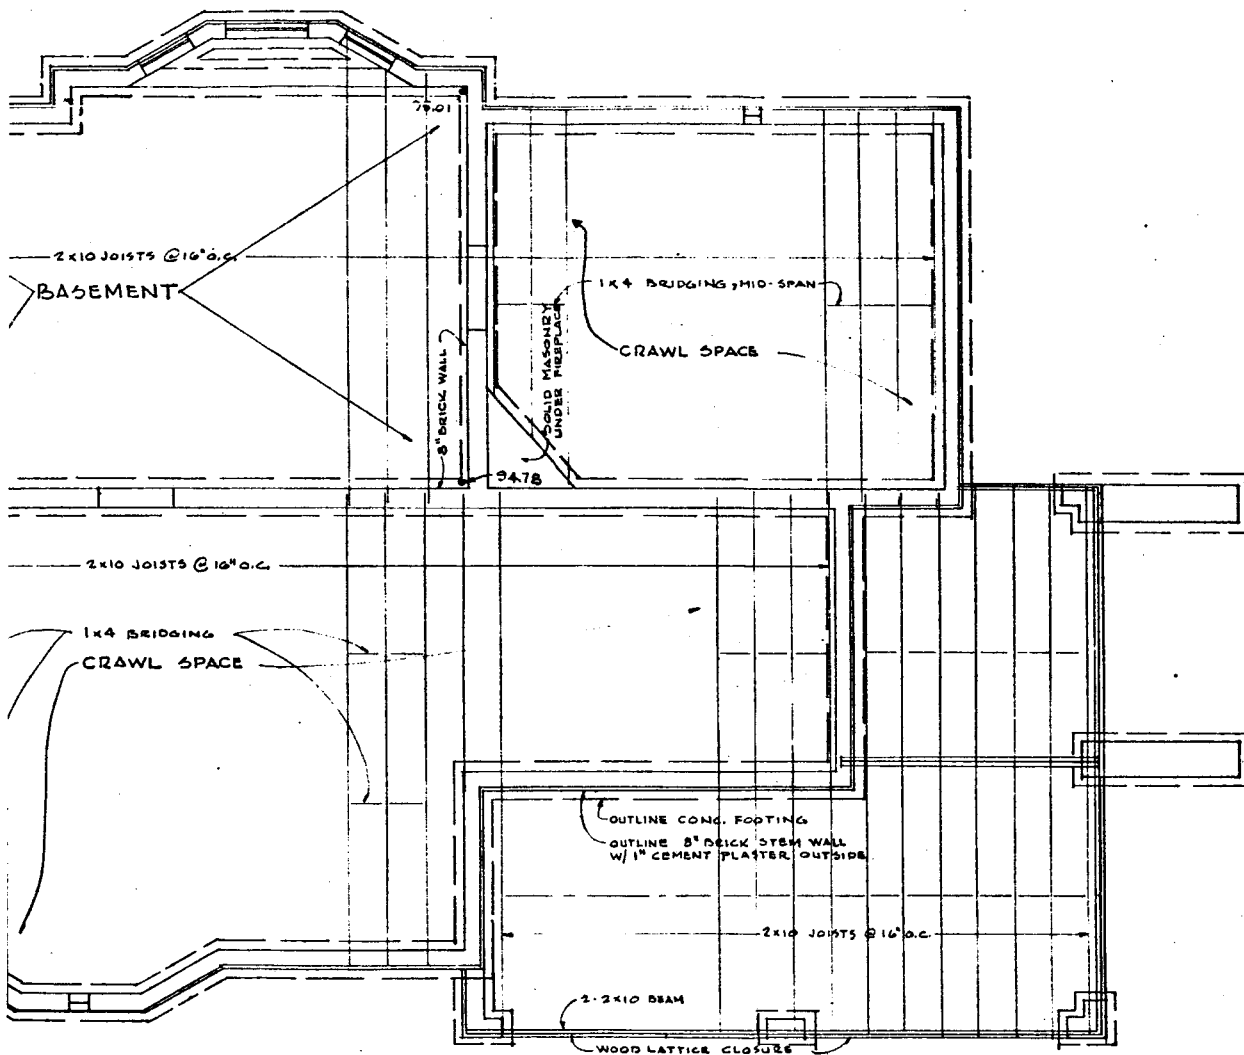 75.01
2x10 JOISTS @ 16" O.C.
BASEMENT
1x4 BRIDGING, MID-SPAN
CRAWL SPACE
8" BRICK WALL
SOLID MASONRY
UNDER FIREPLACE
94.78
2x10 JOISTS @ 16" O.C.
1x4 BRIDGING
CRAWL SPACE
OUTLINE CONC. FOOTING
OUTLINE 8" BRICK STEM WALL
W/ 1" CEMENT PLASTER OUTSIDE
2x10 JOISTS @ 16" O.C.
2-2x10 BEAM
WOOD LATTICE CLOSURE